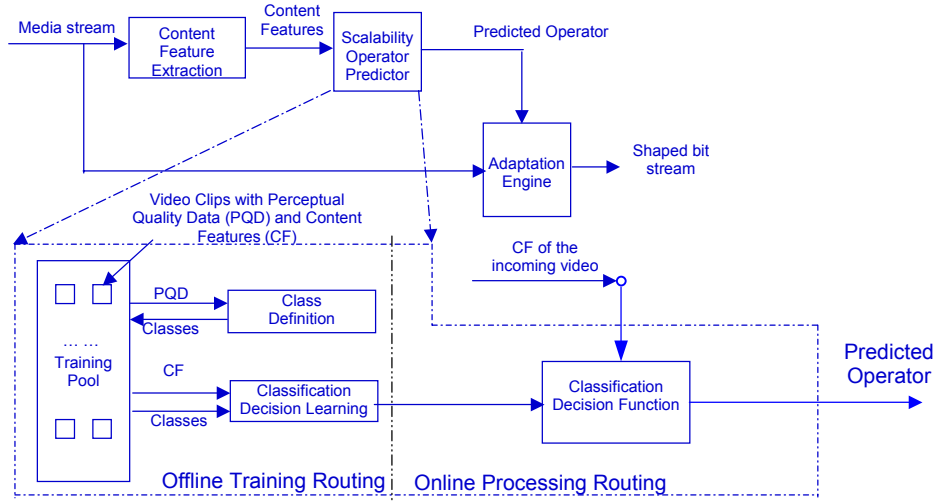 Media stream
Content
Feature
Extraction
Content
Features
Scalability
Operator
Predictor
Predicted Operator
Adaptation
Engine
Shaped bit
stream
Video Clips with Perceptual
Quality Data (PQD) and Content
Features (CF)
CF of the
incoming video
PQD
Classes
Class
Definition
... ...
Training
Pool
CF
Classes
Classification
Decision Learning
Classification
Decision Function
Predicted
Operator
Offline Training Routing
Online Processing Routing